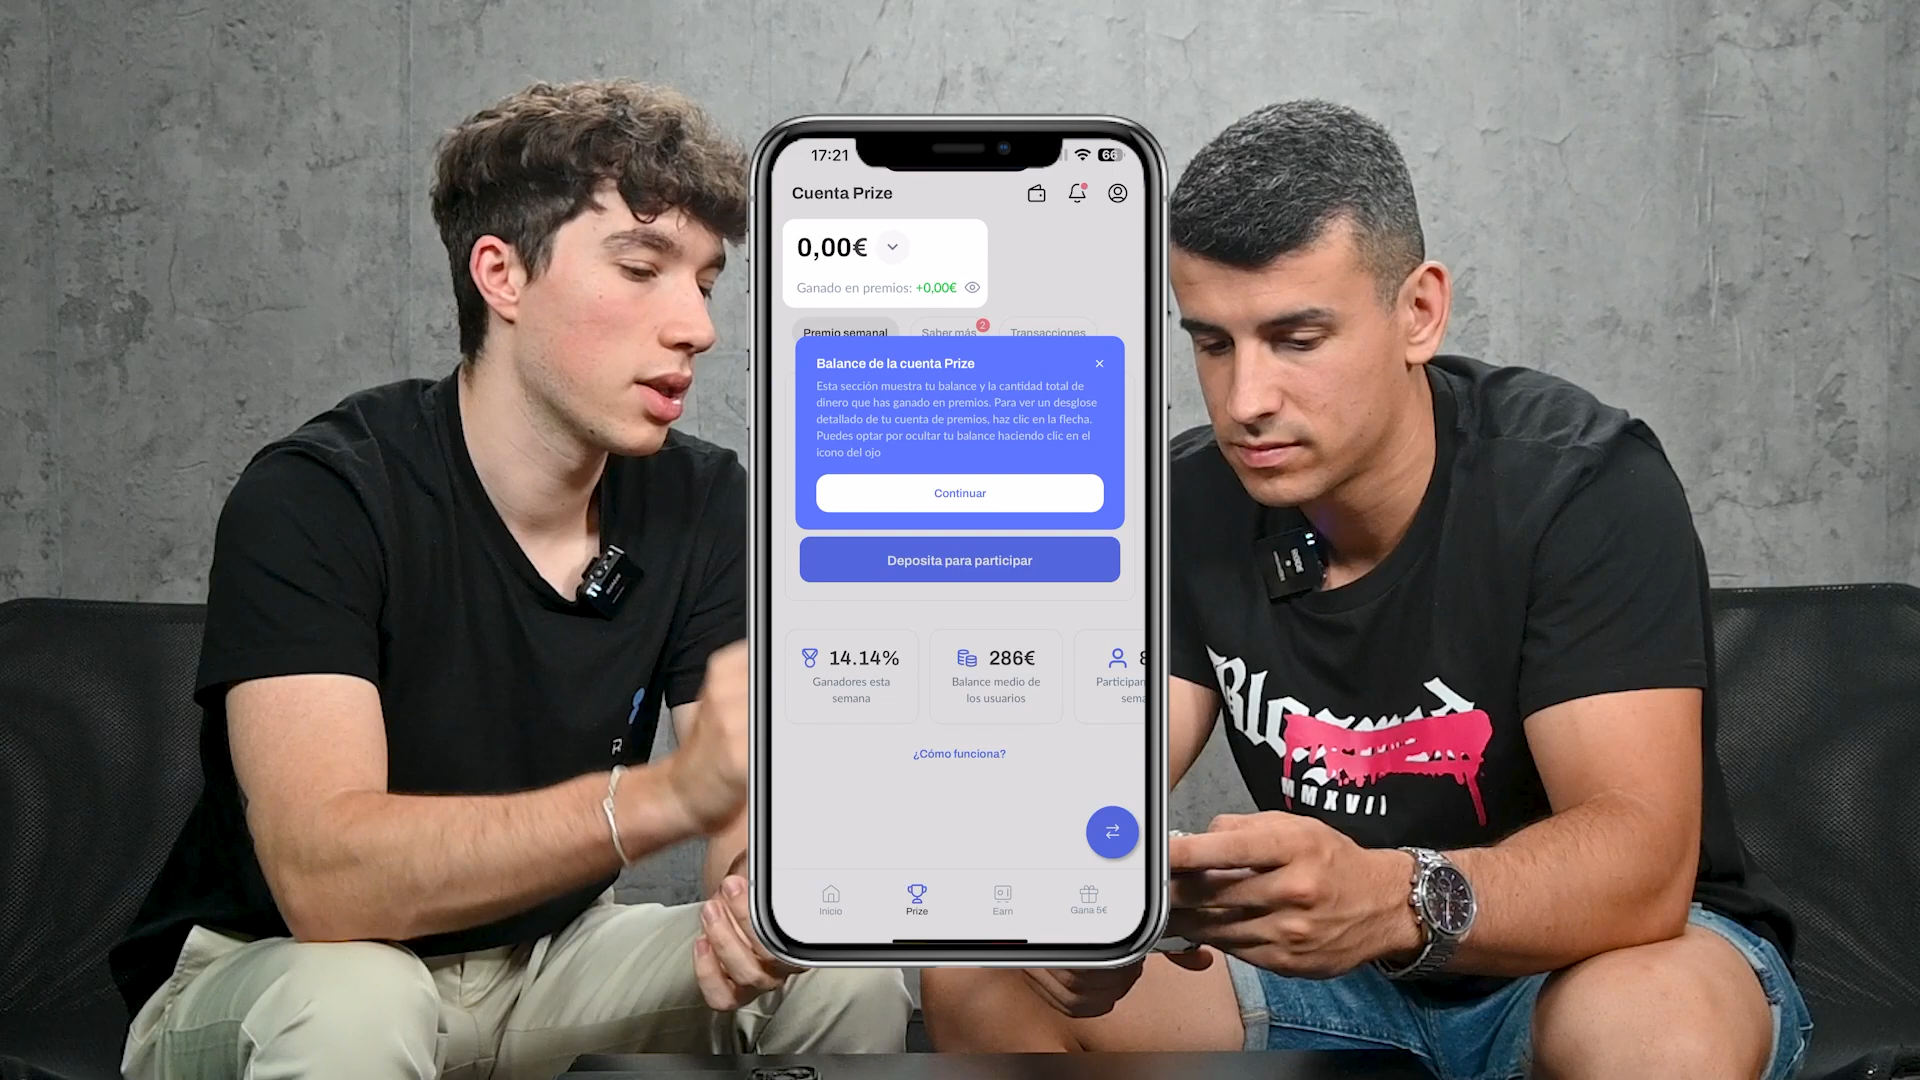 17:21
66
Cuenta Prize
0,00€
Ganado en premios: +0,00€
Premio semanal
Saber más
2
Transacciones
Balance de la cuenta Prize
Esta sección muestra tu balance y la cantidad total de
dinero que has ganado en premios. Para ver un desglose
detallado de tu cuenta de premios, haz clic en la flecha.
Puedes optar por ocultar tu balance haciendo clic en el
icono del ojo
Continuar
Deposita para participar
14.14%
Ganadores esta
semana
286€
Balance medio de
los usuarios
¿Cómo funciona?
Inicio
Prize
Earn
Gana 5€
MMXVII